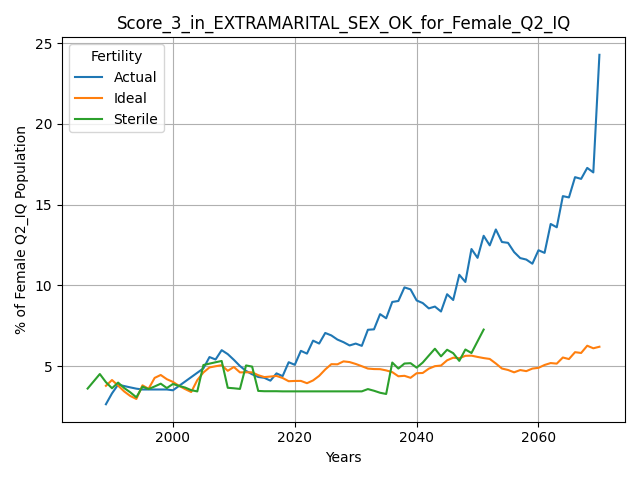 Score_3_in_EXTRAMARITAL_SEX_OK_for_Female_Q2_IQ
25
20
15
10
5
% of Female Q2_IQ Population
Fertility
Actual
Ideal
Sterile
2000
2020
2040
2060
Years